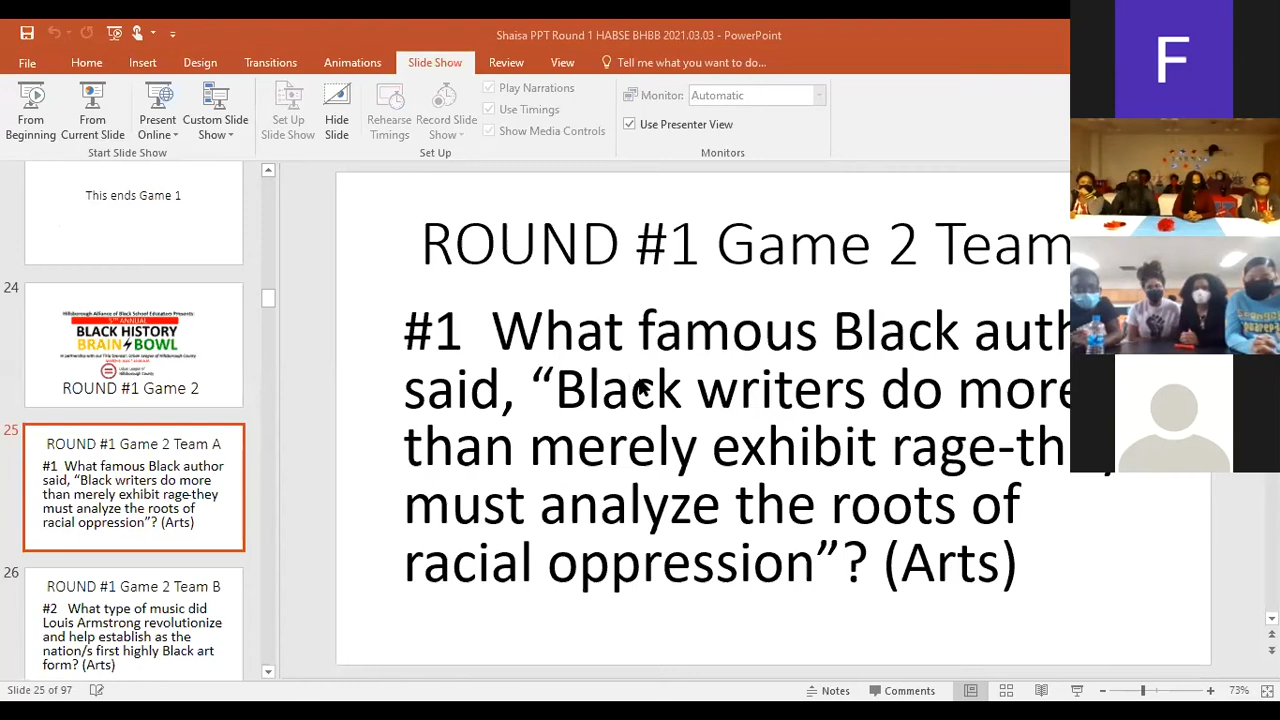 Shaisa PPT Round 1 HABSE BHBB 2021.03.03 - PowerPoint
File Home Insert Design Transitions Animations Slide Show Review View Tell me what you want to do...
From Beginning
From Current Slide
Present Online
Custom Slide Show
Set Up Slide Show
Hide Slide
Rehearse Timings
Record Slide Show
Play Narrations
Use Timings
Show Media Controls
Monitor: Automatic
Use Presenter View
Start Slide Show
Set Up
Monitors
This ends Game 1
24
Hillsborough Alliance of Black School Educators Presents:
BLACK HISTORY
BRAIN BOWL
ROUND #1 Game 2
25
ROUND #1 Game 2 Team A
#1 What famous Black author
said, “Black writers do more
than merely exhibit rage-they
must analyze the roots of
racial oppression”? (Arts)
26
ROUND #1 Game 2 Team B
#2 What type of music did
Louis Armstrong revolutionize
and help establish as the
nation/s first highly Black art
form? (Arts)
ROUND #1 Game 2 Team
#1 What famous Black auth
said, “Black writers do more
than merely exhibit rage-th
must analyze the roots of
racial oppression”? (Arts)
F
Slide 25 of 97
Notes
Comments
73%